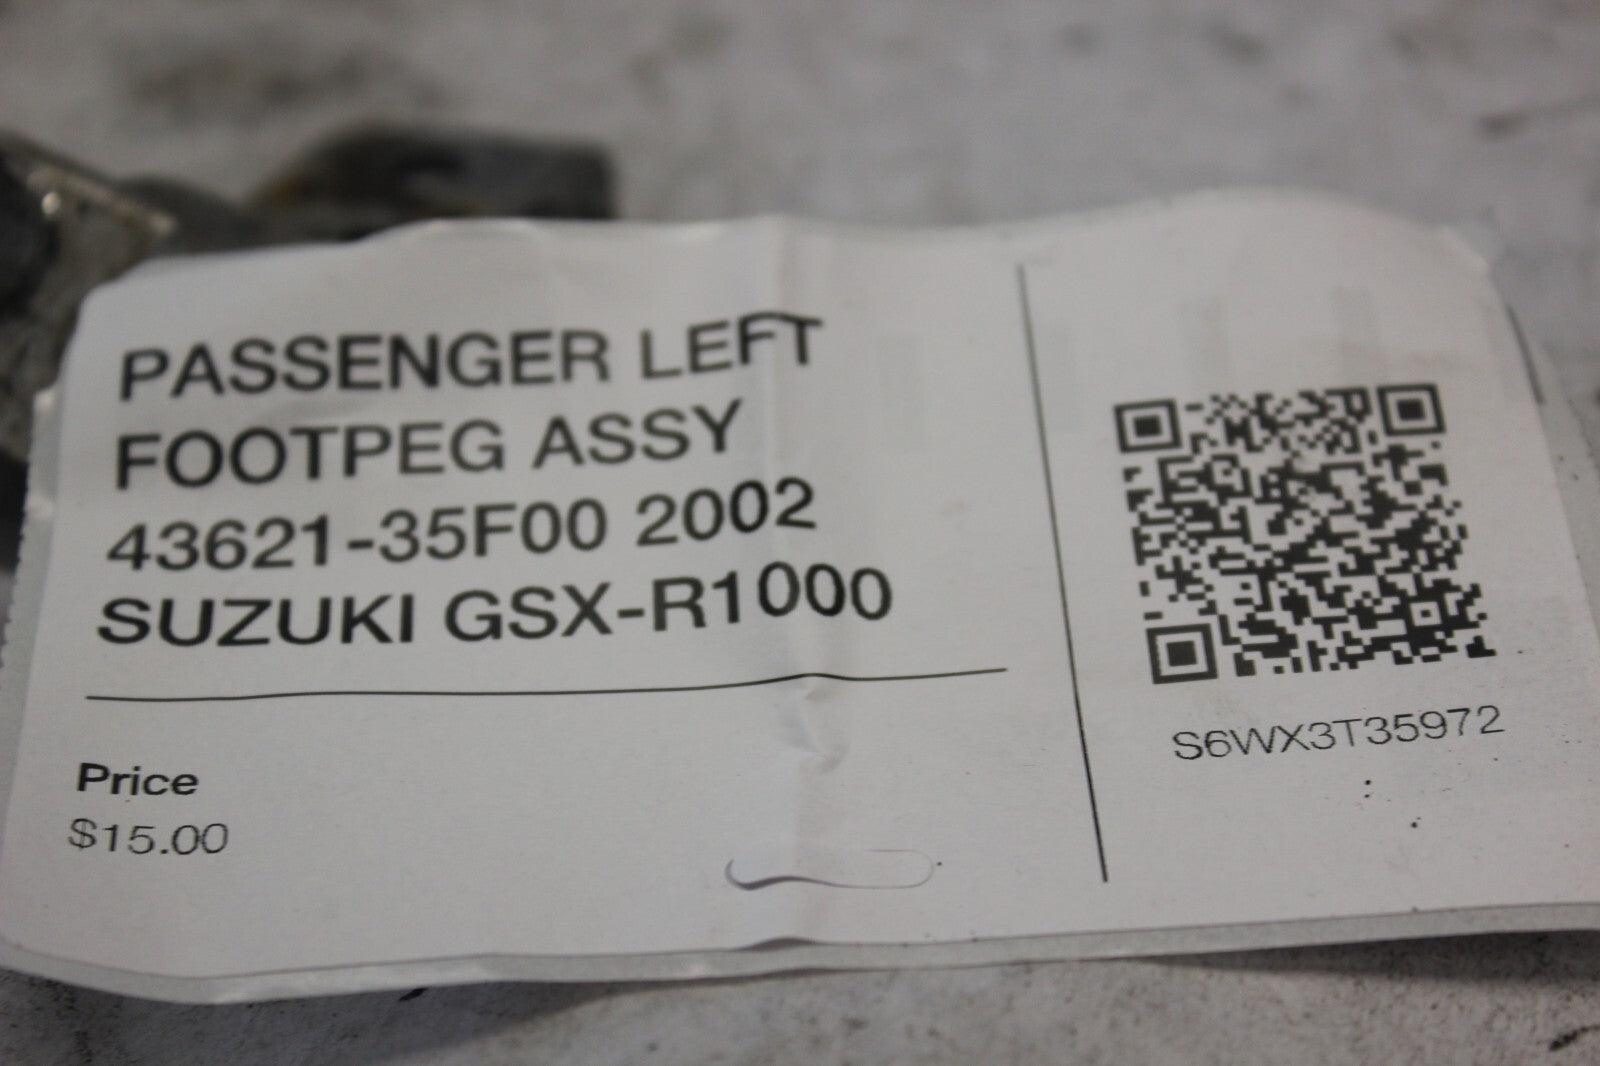 PASSENGER LEFT
FOOTPEG ASSY
43621-35F00 2002
SUZUKI GSX-R1000
Price
$15.00
S6WX3T35972